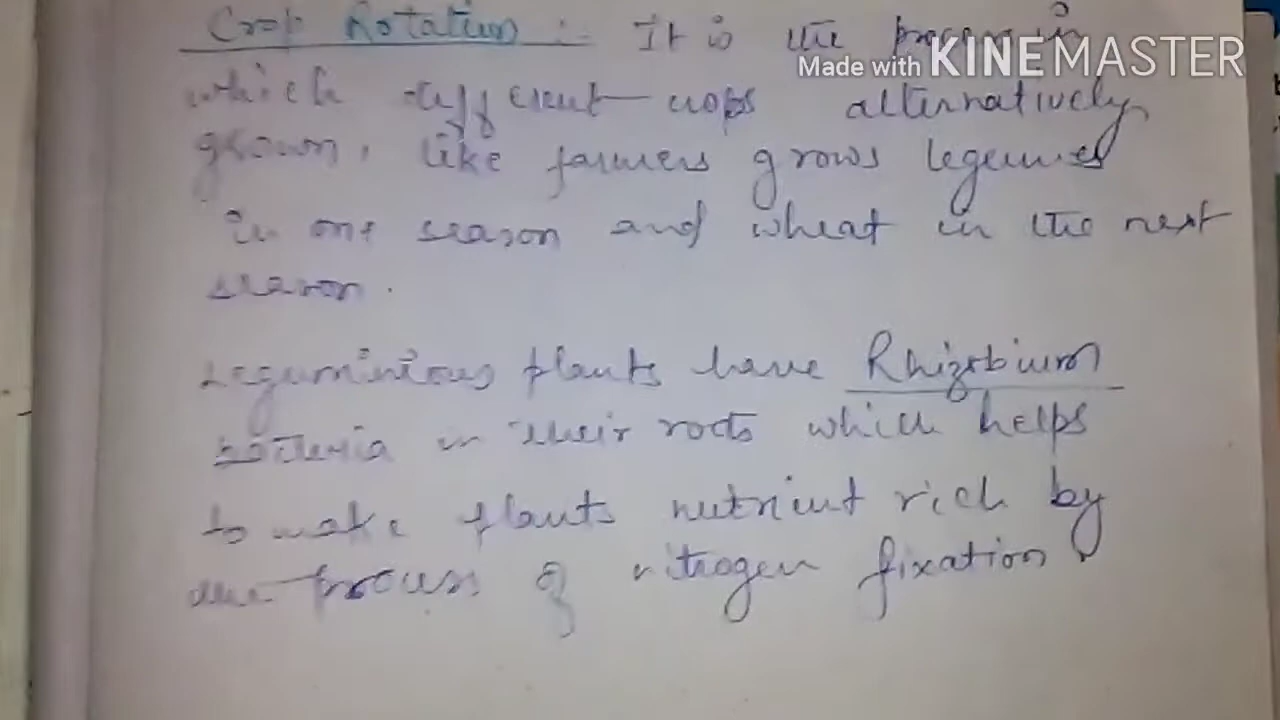 Crop Rotation :- It is the process in
Made with KINEMASTER
which different crops alternatively
grown, like farmers grows legumes
in one season and wheat in the next
season.
Leguminious plants have Rhizobium
bacteria in their roots which helps
to make plants nutrient rich by
the process of nitrogen fixation.